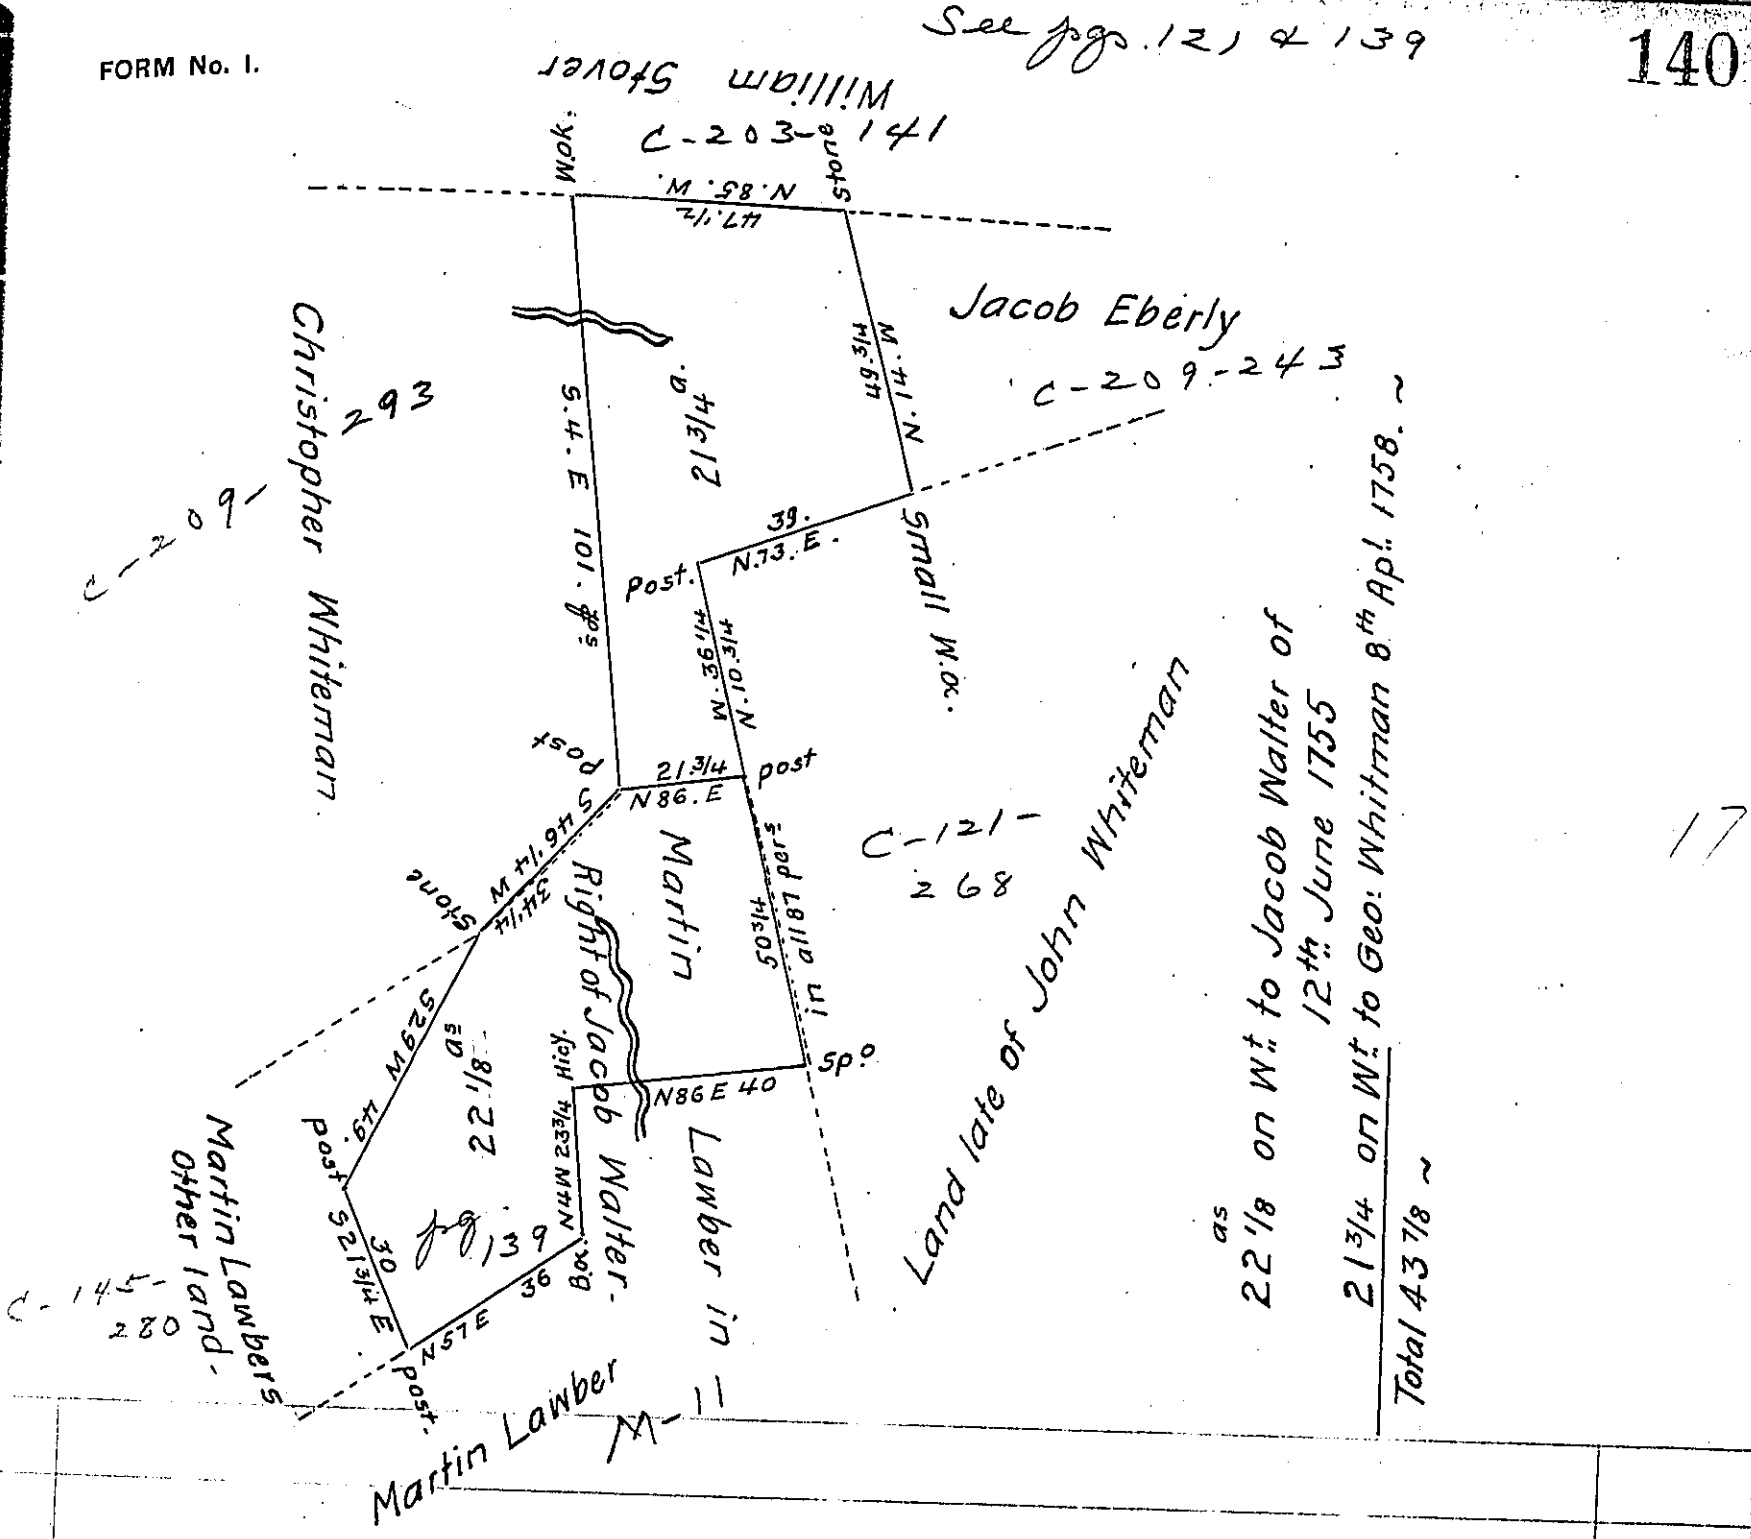 See pgs. 121 & 139
140
FORM No. 1.
William Stover
C-203-141
W.ok.
Stone
N. 85. W.
47.1/2
Jacob Eberly
C-209-243
N. 14. W
49.3/4
Christopher Whiteman
C-209-293
S. 4. E 101. ps
21 3/4 a.
39.
N. 73. E.
Small W.o.
Post.
N. 10.3/4 W. 36 1/4
Post
21.3/4
N 86. E
post
S 46 1/4 W
34 1/4
Stone
Martin
Lawber in
Right of Jacob Walter.
50 3/4
in all 87 pers
C-121-
268
Land late of John Whiteman
S 29 W 49.
22 1/8 as
N 4 W 23 3/4
Hicy.
N 86 E 40
Sp.o
Post
S 21 3/4 E
30
pg. 139
N 57 E 36
post.
Martin Lawbers
other land.
C-145-
280
Martin Lawber
M-11
as
22 1/8 on Wt. to Jacob Walter of
12th June 1755
21 3/4 on Wt. to Geo: Whitman 8th Apl. 1758. ~
Total 43 7/8 ~
17